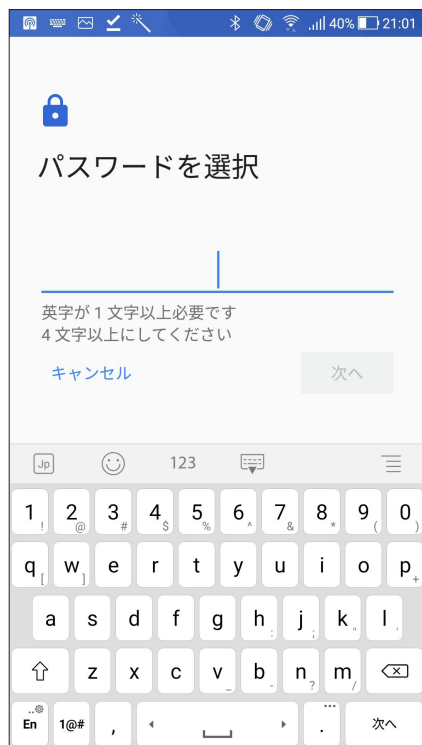 40% 21:01
パスワードを選択
英字が1文字以上必要です
4文字以上にしてください
キャンセル 次へ
Jp 123
1 ! 2 @ 3 # 4 $ 5 % 6 ^ 7 & 8 * 9 ( 0 )
q [ w ] e r t y u i o p +
a s d f g h : j ; k " l '
z x c v _ b - n ? m /
En 1@# , . ... 次へ